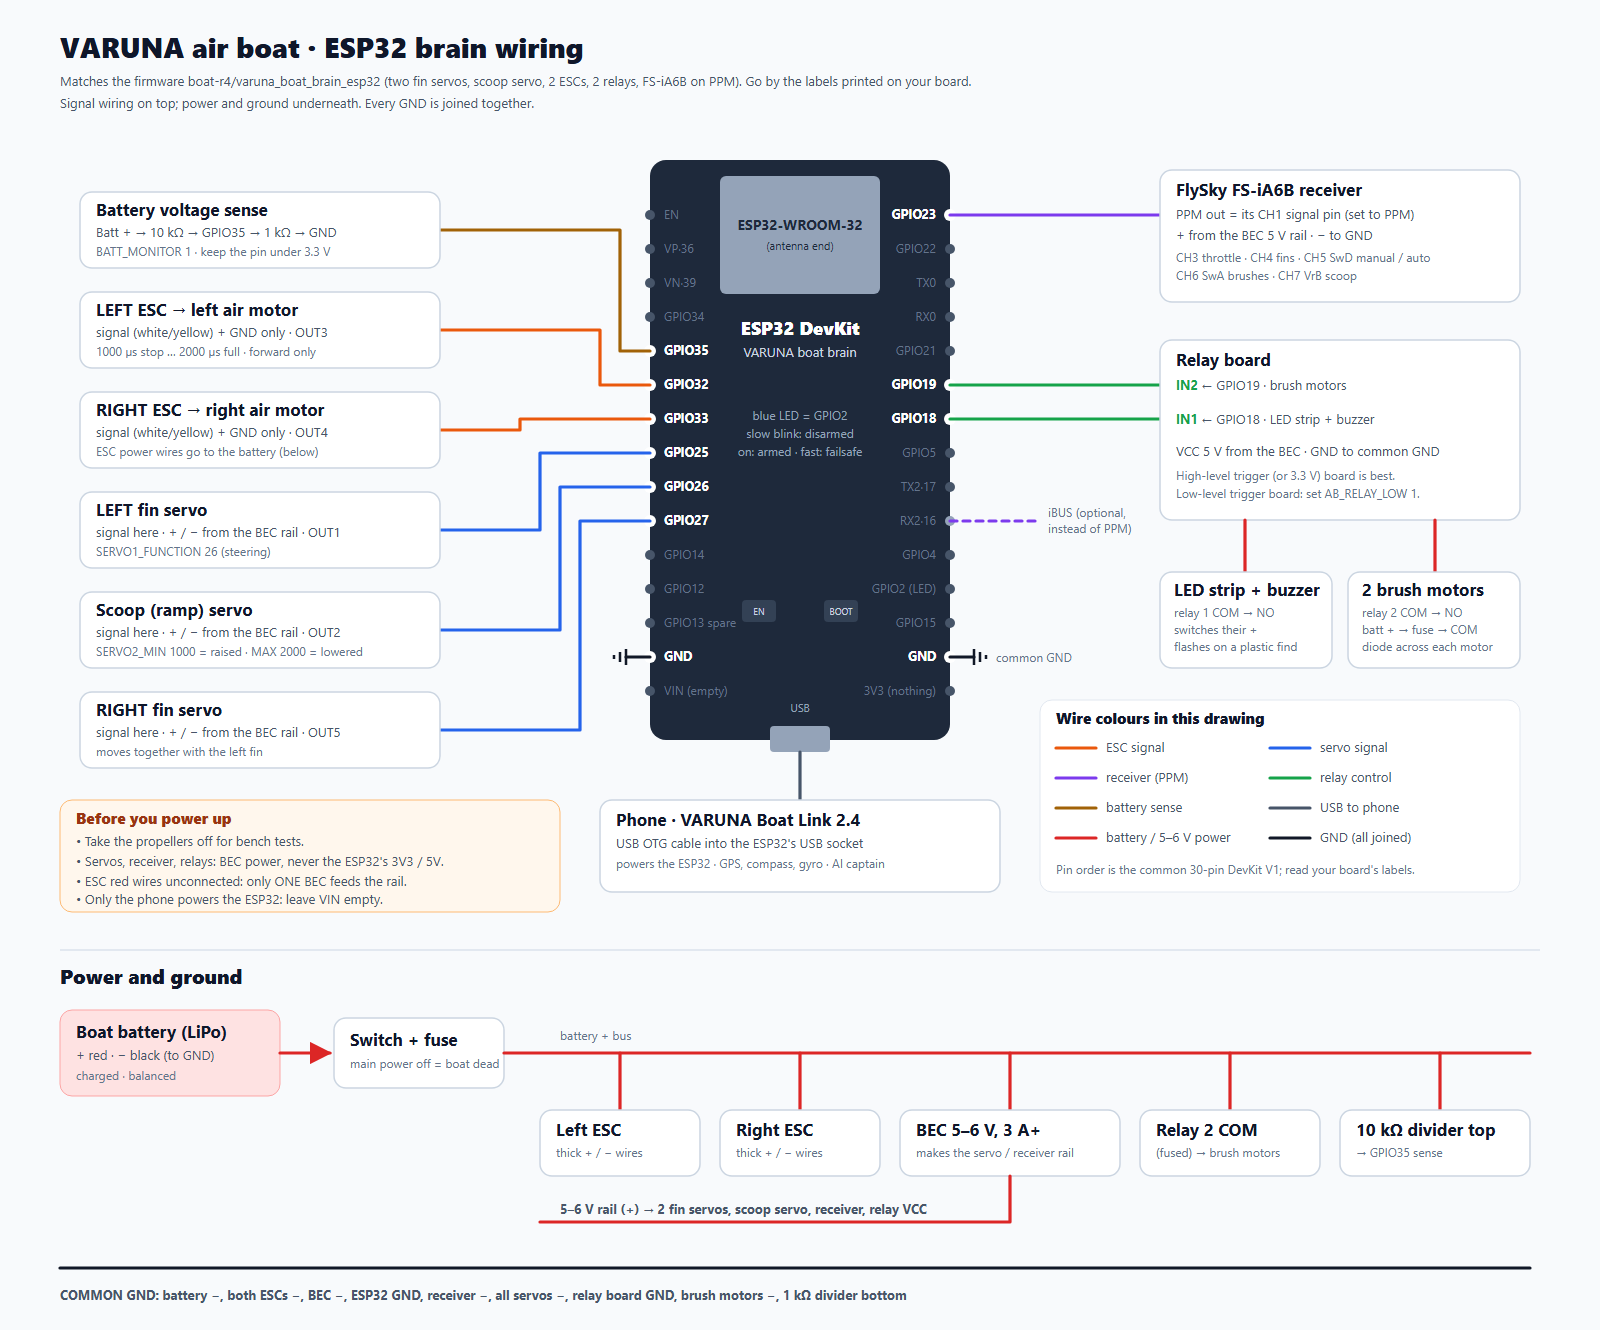 VARUNA air boat · ESP32 brain wiring
Matches the firmware boat-r4/varuna_boat_brain_esp32 (two fin servos, scoop servo, 2 ESCs, 2 relays, FS-iA6B on PPM). Go by the labels printed on your board.
Signal wiring on top; power and ground underneath. Every GND is joined together.
Battery voltage sense
Batt + → 10 kΩ → GPIO35 → 1 kΩ → GND
BATT_MONITOR 1 · keep the pin under 3.3 V
LEFT ESC → left air motor
signal (white/yellow) + GND only · OUT3
1000 µs stop ... 2000 µs full · forward only
RIGHT ESC → right air motor
signal (white/yellow) + GND only · OUT4
ESC power wires go to the battery (below)
LEFT fin servo
signal here · + / − from the BEC rail · OUT1
SERVO1_FUNCTION 26 (steering)
Scoop (ramp) servo
signal here · + / − from the BEC rail · OUT2
SERVO2_MIN 1000 = raised · MAX 2000 = lowered
RIGHT fin servo
signal here · + / − from the BEC rail · OUT5
moves together with the left fin
EN
VP·36
VN·39
GPIO34
GPIO35
GPIO32
GPIO33
GPIO25
GPIO26
GPIO27
GPIO14
GPIO12
GPIO13 spare
GND
VIN (empty)
ESP32-WROOM-32
(antenna end)
ESP32 DevKit
VARUNA boat brain
blue LED = GPIO2
slow blink: disarmed
on: armed · fast: failsafe
EN
BOOT
USB
GPIO23
GPIO22
TX0
RX0
GPIO21
GPIO19
GPIO18
GPIO5
TX2·17
RX2·16
GPIO4
GPIO2 (LED)
GPIO15
GND
3V3 (nothing)
iBUS (optional,
instead of PPM)
common GND
FlySky FS-iA6B receiver
PPM out = its CH1 signal pin (set to PPM)
+ from the BEC 5 V rail · − to GND
CH3 throttle · CH4 fins · CH5 SwD manual / auto
CH6 SwA brushes · CH7 VrB scoop
Relay board
IN2 ← GPIO19 · brush motors
IN1 ← GPIO18 · LED strip + buzzer
VCC 5 V from the BEC · GND to common GND
High-level trigger (or 3.3 V) board is best.
Low-level trigger board: set AB_RELAY_LOW 1.
LED strip + buzzer
relay 1 COM → NO
switches their +
flashes on a plastic find
2 brush motors
relay 2 COM → NO
batt + → fuse → COM
diode across each motor
Wire colours in this drawing
ESC signal
servo signal
receiver (PPM)
relay control
battery sense
USB to phone
battery / 5–6 V power
GND (all joined)
Pin order is the common 30-pin DevKit V1; read your board's labels.
Before you power up
• Take the propellers off for bench tests.
• Servos, receiver, relays: BEC power, never the ESP32's 3V3 / 5V.
• ESC red wires unconnected: only ONE BEC feeds the rail.
• Only the phone powers the ESP32: leave VIN empty.
Phone · VARUNA Boat Link 2.4
USB OTG cable into the ESP32's USB socket
powers the ESP32 · GPS, compass, gyro · AI captain
Power and ground
Boat battery (LiPo)
+ red · − black (to GND)
charged · balanced
Switch + fuse
main power off = boat dead
battery + bus
Left ESC
thick + / − wires
Right ESC
thick + / − wires
BEC 5–6 V, 3 A+
makes the servo / receiver rail
Relay 2 COM
(fused) → brush motors
10 kΩ divider top
→ GPIO35 sense
5–6 V rail (+) → 2 fin servos, scoop servo, receiver, relay VCC
COMMON GND: battery −, both ESCs −, BEC −, ESP32 GND, receiver −, all servos −, relay board GND, brush motors −, 1 kΩ divider bottom